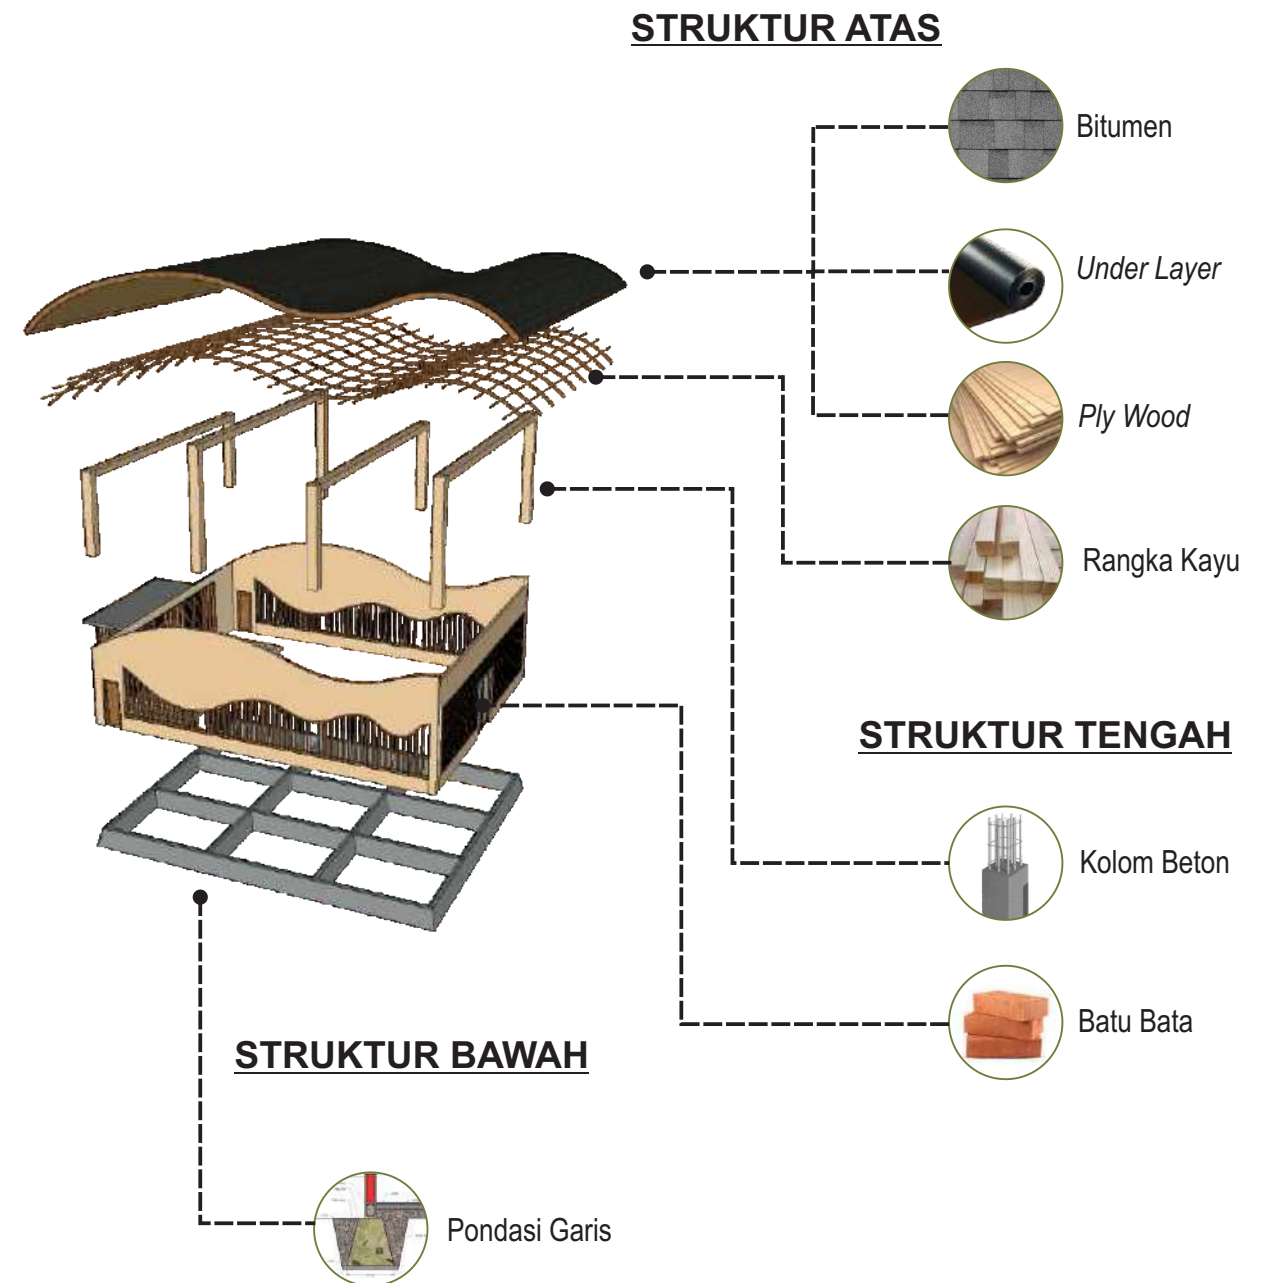 STRUKTUR ATAS
Bitumen
Under Layer
Ply Wood
Rangka Kayu
STRUKTUR TENGAH
Kolom Beton
Batu Bata
STRUKTUR BAWAH
Pondasi Garis